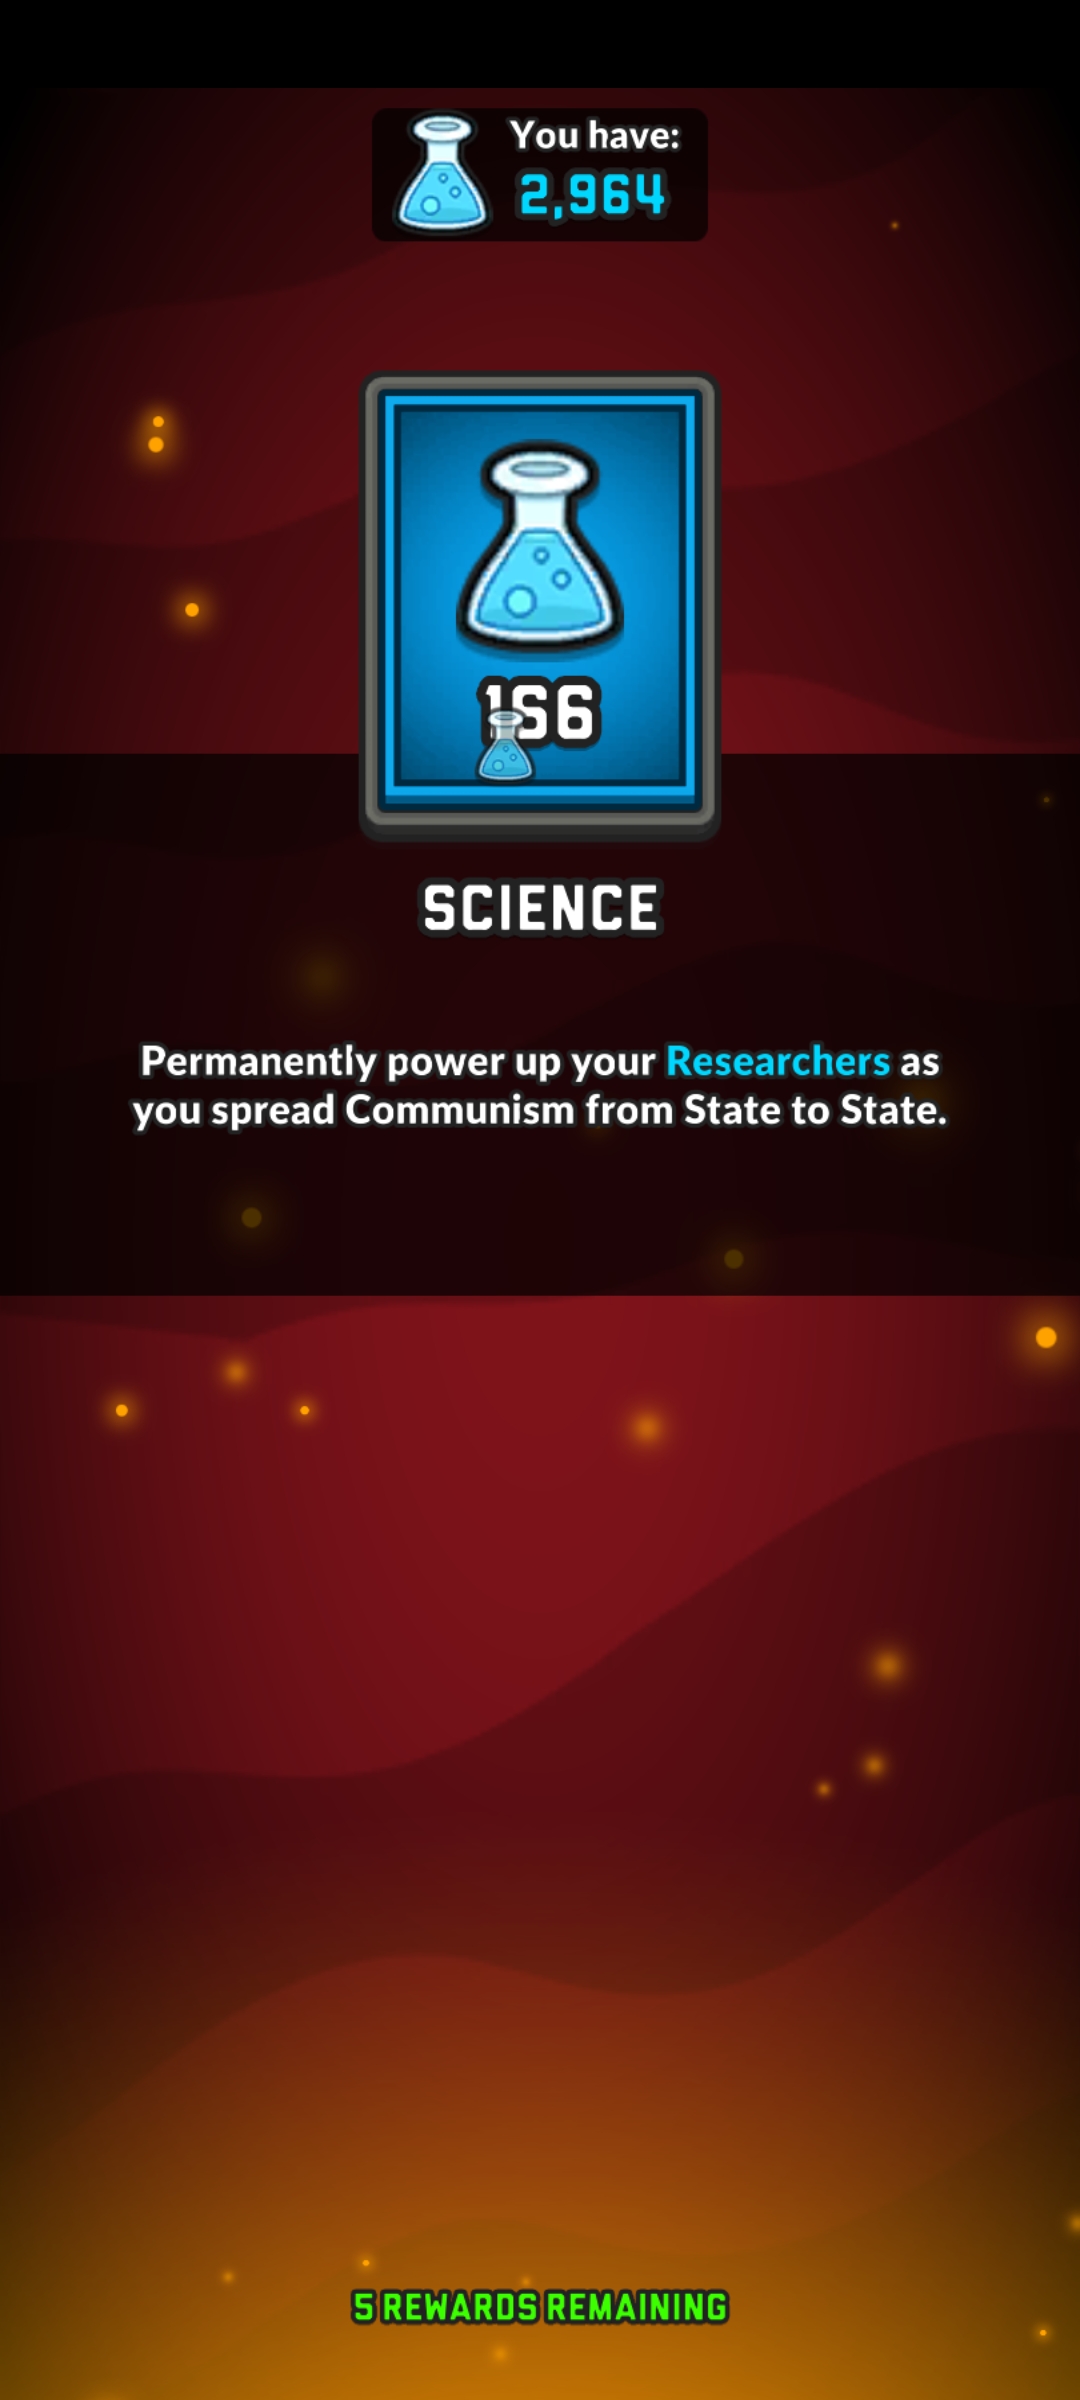 You have:
2,964
166
SCIENCE
Permanently power up your Researchers as
you spread Communism from State to State.
5 REWARDS REMAINING